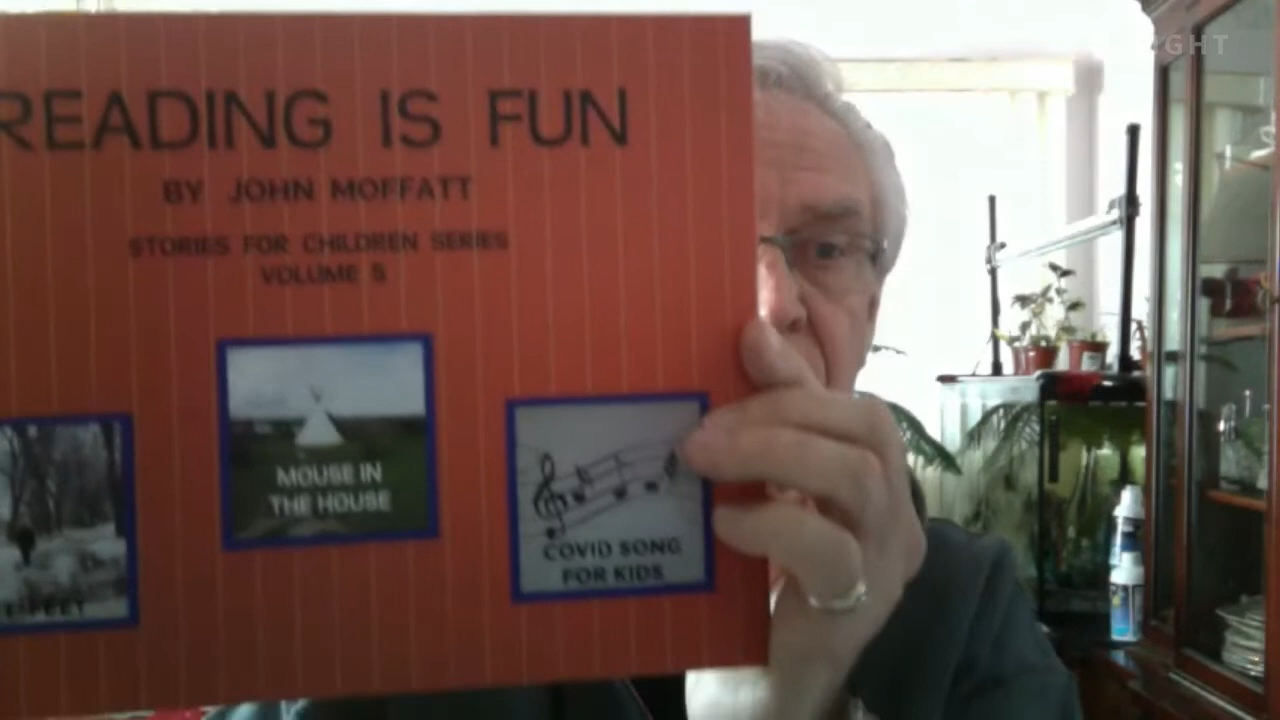 READING IS FUN
BY JOHN MOFFATT
STORIES FOR CHILDREN SERIES
VOLUME 5
MOUSE IN
THE HOUSE
COVID SONG
FOR KIDS
FEET